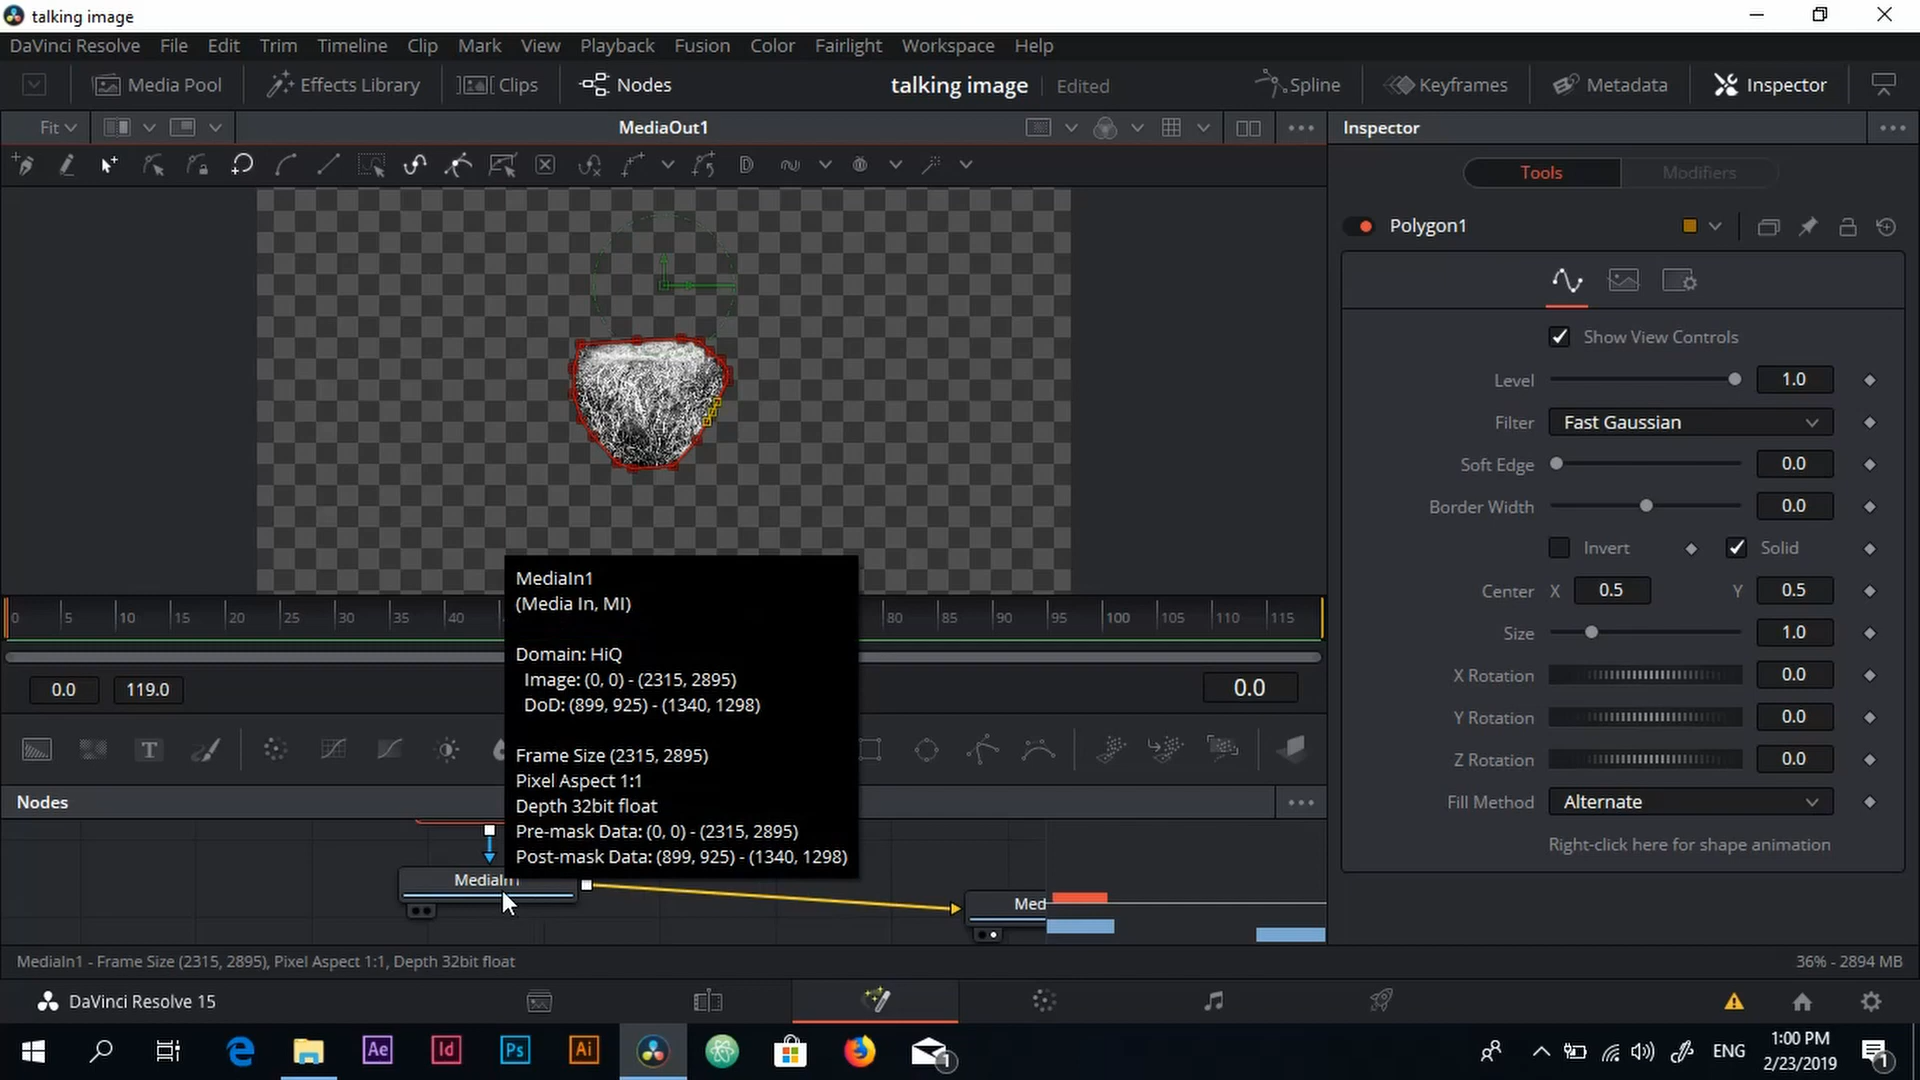 talking image
DaVinci Resolve File Edit Trim Timeline Clip Mark View Playback Fusion Color Fairlight Workspace Help
Media Pool Effects Library Clips Nodes talking image Edited Spline Keyframes Metadata Inspector
Fit MediaOut1 Inspector
Tools Modifiers
Polygon1
Show View Controls
Level 1.0
Filter Fast Gaussian
Soft Edge 0.0
Border Width 0.0
Invert Solid
Center X 0.5 Y 0.5
Size 1.0
X Rotation 0.0
Y Rotation 0.0
Z Rotation 0.0
Fill Method Alternate
Right-click here for shape animation
0 5 10 15 20 25 30 35 40 80 85 90 95 100 105 110 115
0.0 119.0 0.0
MediaIn1
(Media In, MI)
Domain: HiQ
Image: (0, 0) - (2315, 2895)
DoD: (899, 925) - (1340, 1298)
Frame Size (2315, 2895)
Pixel Aspect 1:1
Depth 32bit float
Pre-mask Data: (0, 0) - (2315, 2895)
Post-mask Data: (899, 925) - (1340, 1298)
T
Nodes
MediaIn1
Med
MediaIn1 - Frame Size (2315, 2895), Pixel Aspect 1:1, Depth 32bit float 36% - 2894 MB
DaVinci Resolve 15
Ae Id Ps Ai 1 ENG 1:00 PM
2/23/2019 1